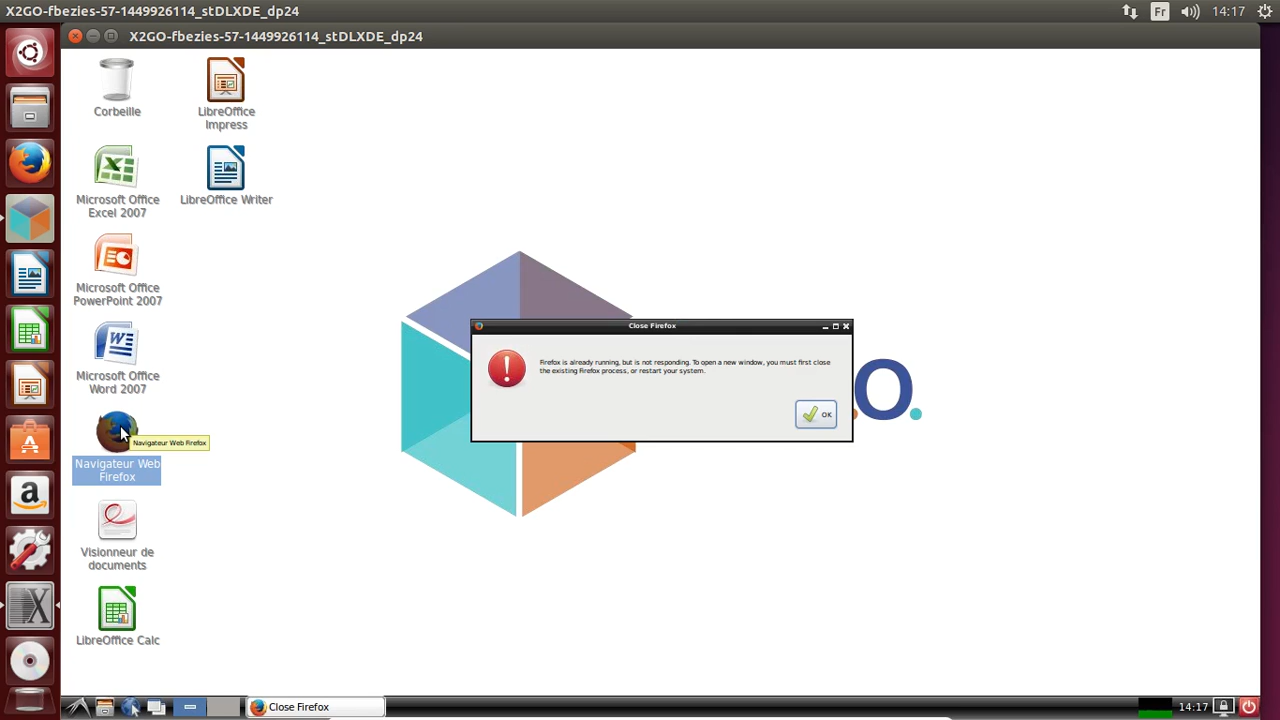 X2GO-fbezies-57-1449926114_stDLXDE_dp24
Fr
14:17
X2GO-fbezies-57-1449926114_stDLXDE_dp24
Corbeille
LibreOffice
Impress
Microsoft Office
Excel 2007
LibreOffice Writer
Microsoft Office
PowerPoint 2007
Microsoft Office
Word 2007
Close Firefox
Firefox is already running, but is not responding. To open a new window, you must first close
the existing Firefox process, or restart your system.
OK
O.
Navigateur Web Firefox
Navigateur Web
Firefox
Visionneur de
documents
LibreOffice Calc
Close Firefox
14:17